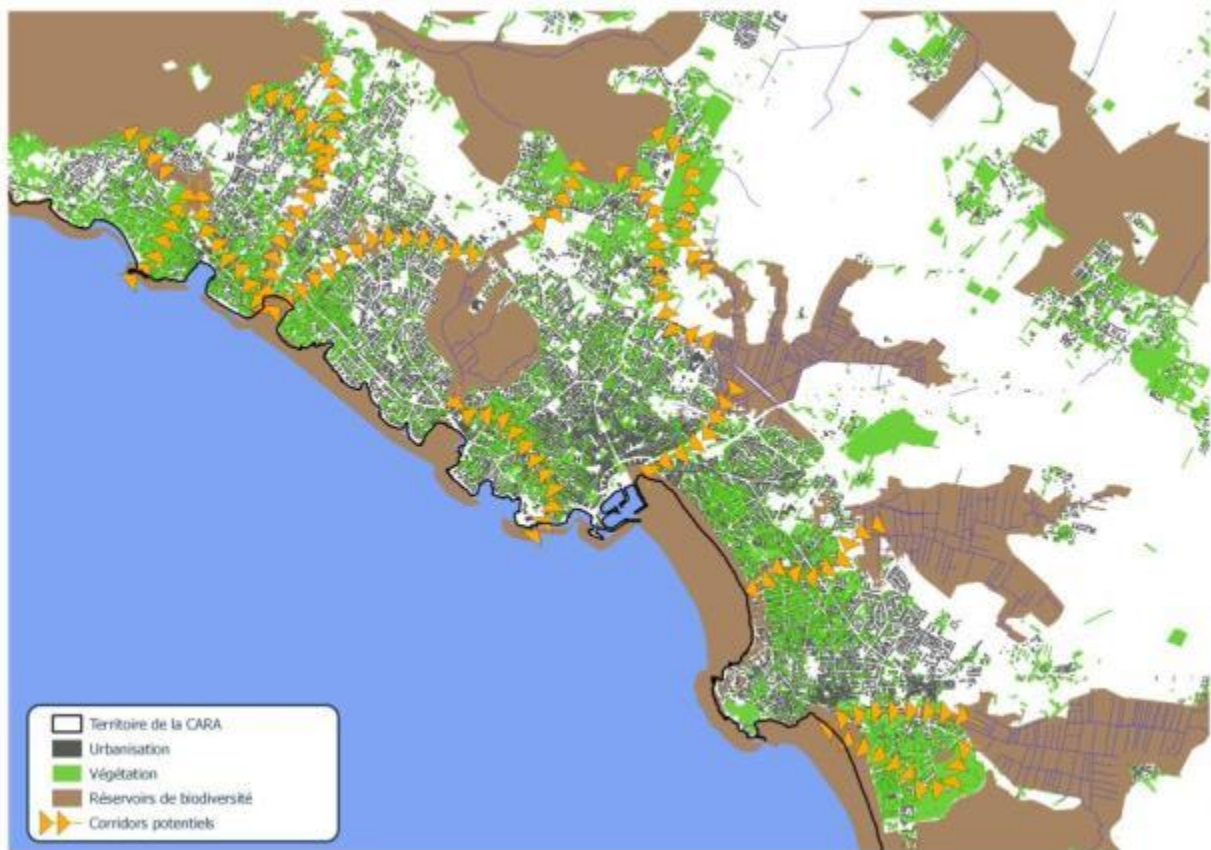 Territoire de la CARA
Urbanisation
Végétation
Réservoirs de biodiversité
Corridors potentiels